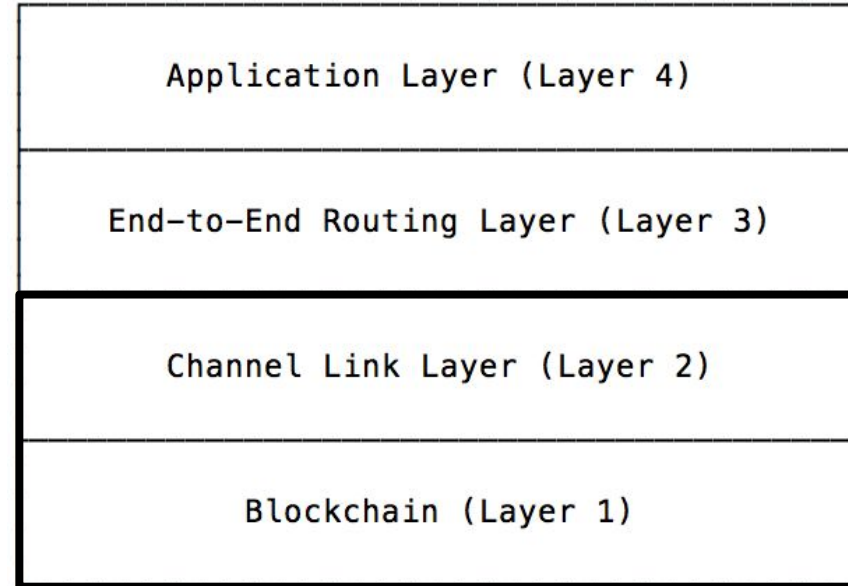 Application Layer (Layer 4)
End-to-End Routing Layer (Layer 3)
Channel Link Layer (Layer 2)
Blockchain (Layer 1)